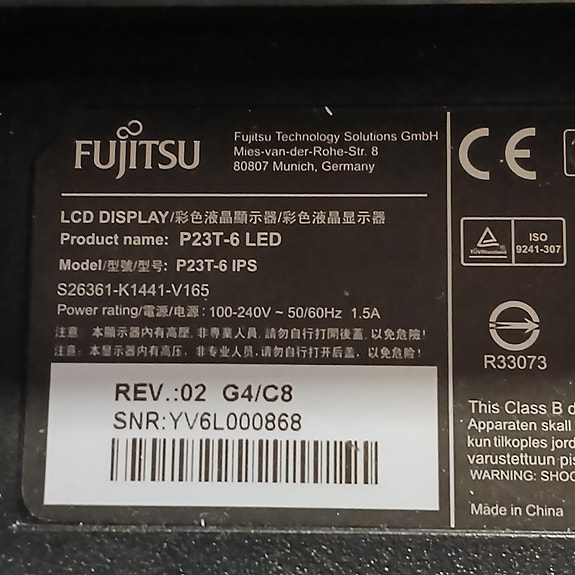 FUJITSU
Fujitsu Technology Solutions GmbH
Mies-van-der-Rohe-Str. 8
80807 Munich, Germany
LCD DISPLAY/彩色液晶顯示器/彩色液晶显示器
Product name: P23T-6 LED
Model/型號/型号: P23T-6 IPS
S26361-K1441-V165
Power rating/電源/电源: 100-240V ~ 50/60Hz 1.5A
注意: 本顯示器內有高壓, 非專業人員, 請勿自行打開後蓋, 以免危險!
注意: 本显示器内有高压, 非专业人员, 请勿自行打开后盖, 以免危险!
REV.:02 G4/C8
SNR:YV6L000868
CE
ISO
9241-307
R33073
This Class B d
Apparaten skall
kun tilkoples jord
varustettuun pis
WARNING: SHOC
Made in China